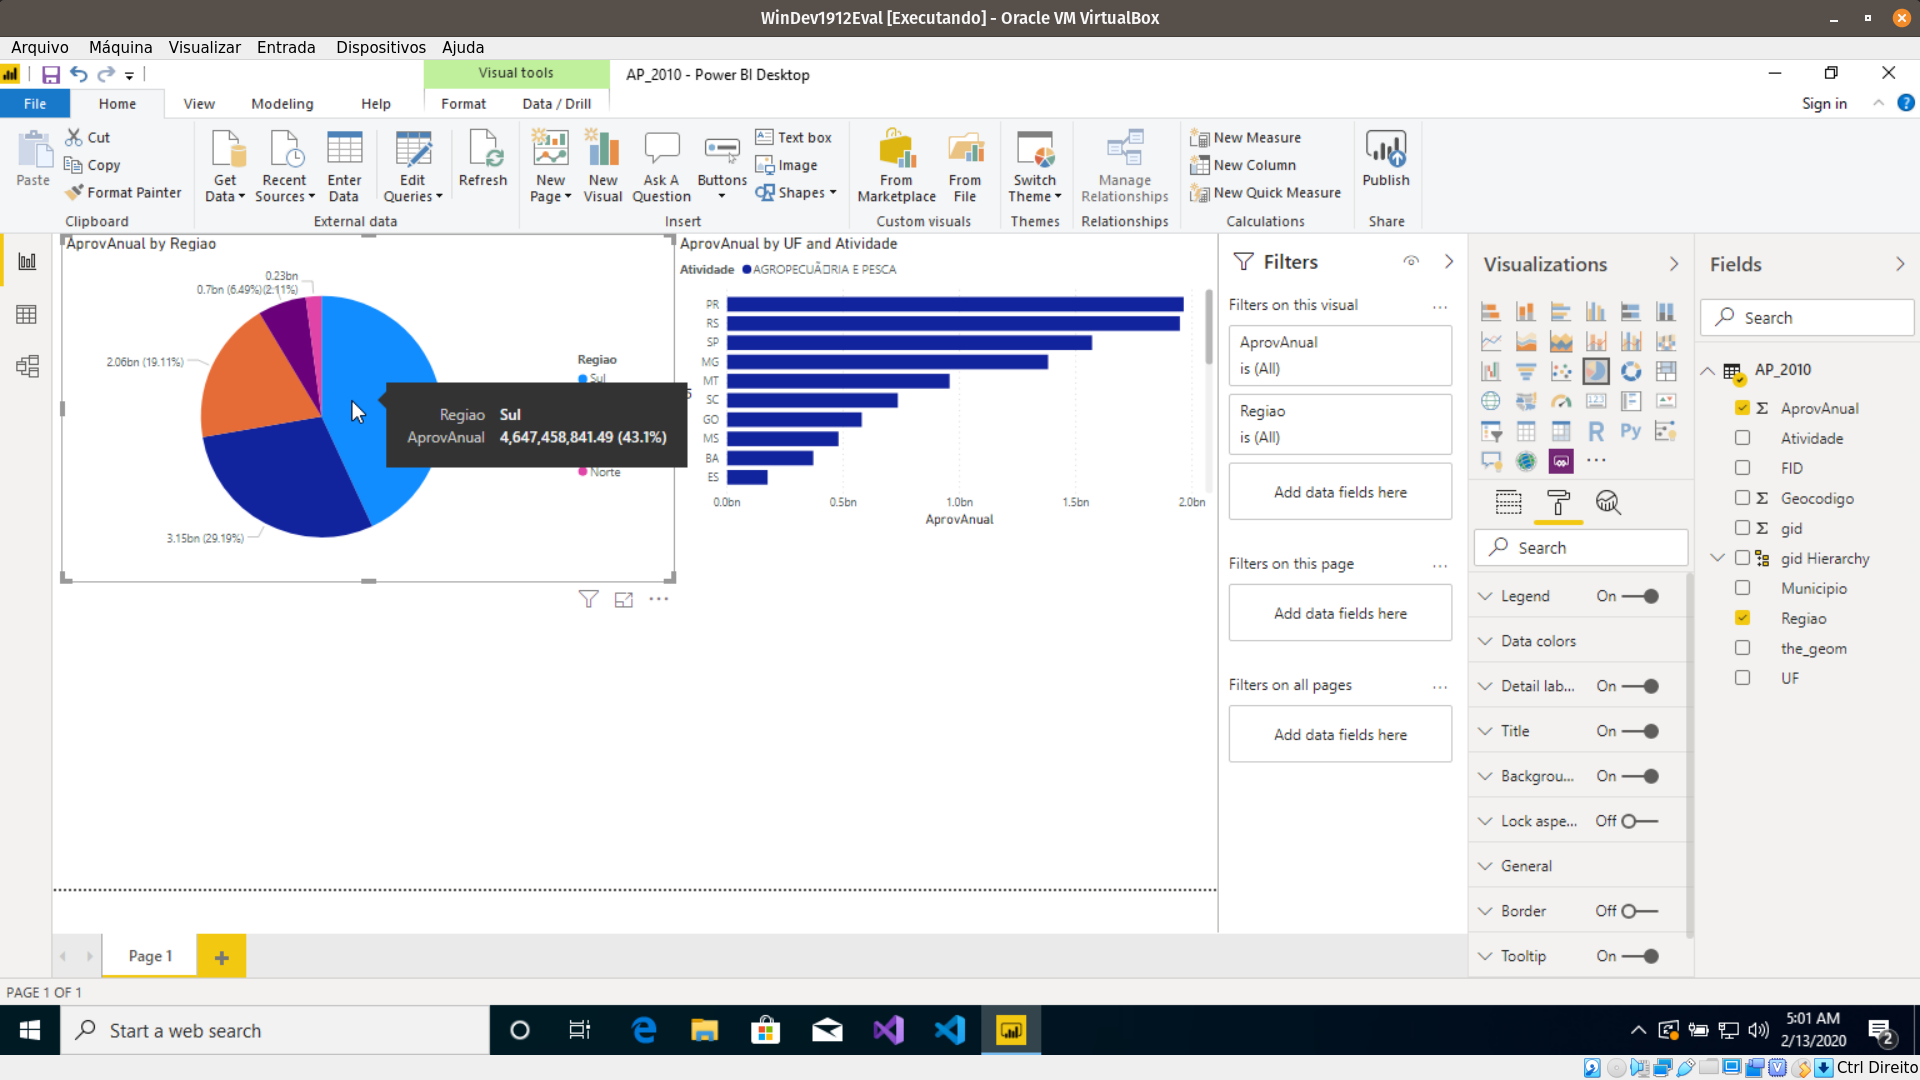 WinDev1912Eval [Executando] - Oracle VM VirtualBox
Arquivo Máquina Visualizar Entrada Dispositivos Ajuda
Visual tools
AP_2010 - Power BI Desktop
File Home View Modeling Help Format Data / Drill
Sign in
Paste
Cut
Copy
Format Painter
Clipboard
Get Data
Recent Sources
Enter Data
Edit Queries
Refresh
External data
New Page
New Visual
Ask A Question
Buttons
Text box
Image
Shapes
Insert
From Marketplace
From File
Custom visuals
Switch Theme
Themes
Manage Relationships
Relationships
New Measure
New Column
New Quick Measure
Calculations
Publish
Share
AprovAnual by Regiao
0.23bn
(2.11%)
0.7bn (6.49%)
2.06bn (19.11%)
3.15bn (29.19%)
Regiao
Sul
Norte
Regiao Sul
AprovAnual 4,647,458,841.49 (43.1%)
AprovAnual by UF and Atividade
Atividade AGROPECUÃ▯RIA E PESCA
PR
RS
SP
MG
MT
SC
GO
MS
BA
ES
0.0bn 0.5bn 1.0bn 1.5bn 2.0bn
AprovAnual
Filters
Filters on this visual ...
AprovAnual
is (All)
Regiao
is (All)
Add data fields here
Filters on this page ...
Add data fields here
Filters on all pages ...
Add data fields here
Visualizations
R
Py
...
Search
Legend On
Data colors
Detail lab... On
Title On
Backgrou... On
Lock aspe... Off
General
Border Off
Tooltip On
Fields
Search
AP_2010
AprovAnual
Atividade
FID
Geocodigo
gid
gid Hierarchy
Municipio
Regiao
the_geom
UF
Page 1
PAGE 1 OF 1
Start a web search
5:01 AM
2/13/2020
2
Ctrl Direito